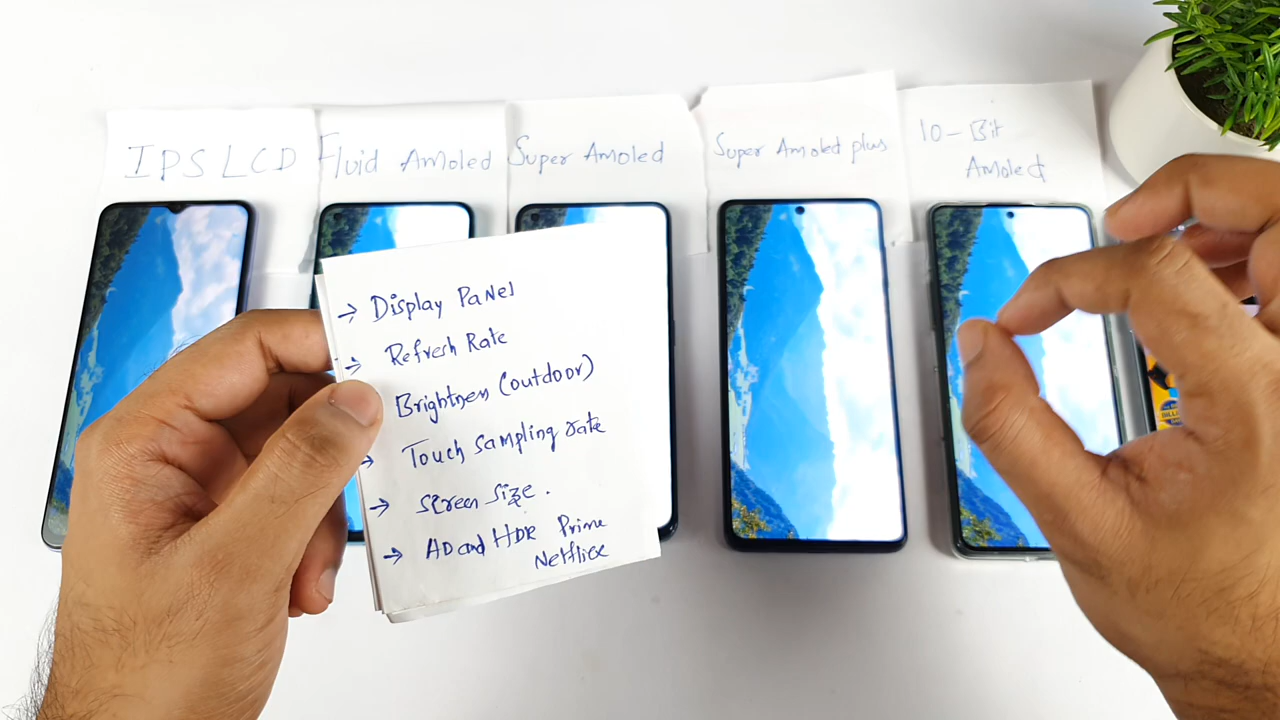 IPS LCD
Fluid Amoled
Super Amoled
Super Amoled plus
10-Bit
Amoled
→ Display Panel
→ Refresh Rate
→ Brightness (outdoor)
→ Touch sampling rate
→ Screen size.
→ AD and HDR Prime
Netflix